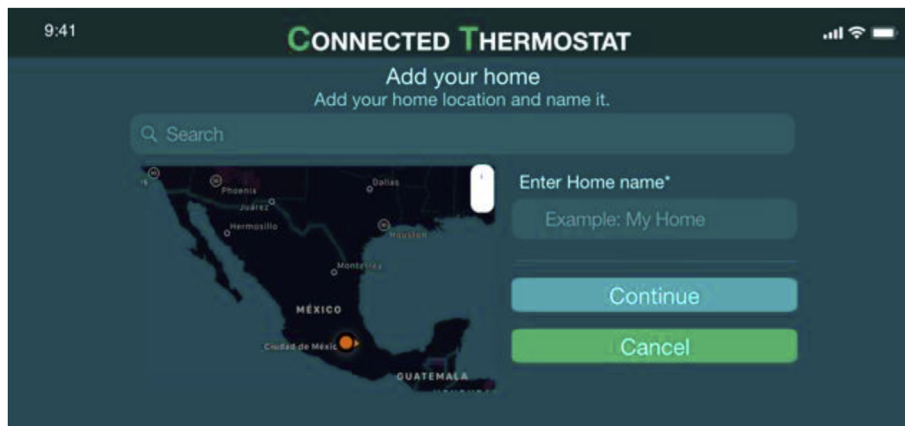 9:41
CONNECTED THERMOSTAT
Add your home
Add your home location and name it.
Search
Phoenix
Dallas
Juárez
Hermosillo
Houston
Monterrey
MÉXICO
Ciudad de Méxic
GUATEMALA
Enter Home name*
Example: My Home
Continue
Cancel